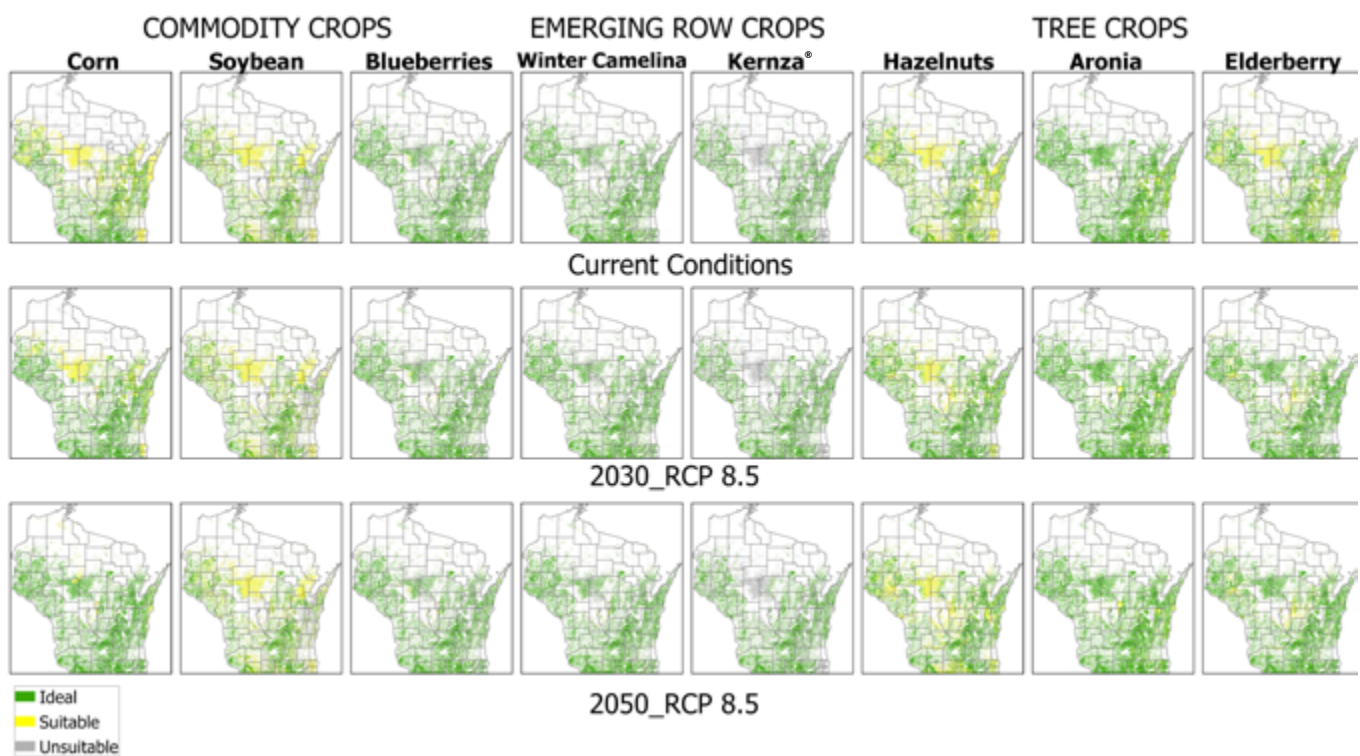 COMMODITY CROPS EMERGING ROW CROPS TREE CROPS
Corn Soybean Blueberries Winter Camelina Kernza® Hazelnuts Aronia Elderberry
Current Conditions
2030_RCP 8.5
2050_RCP 8.5
Ideal
Suitable
Unsuitable